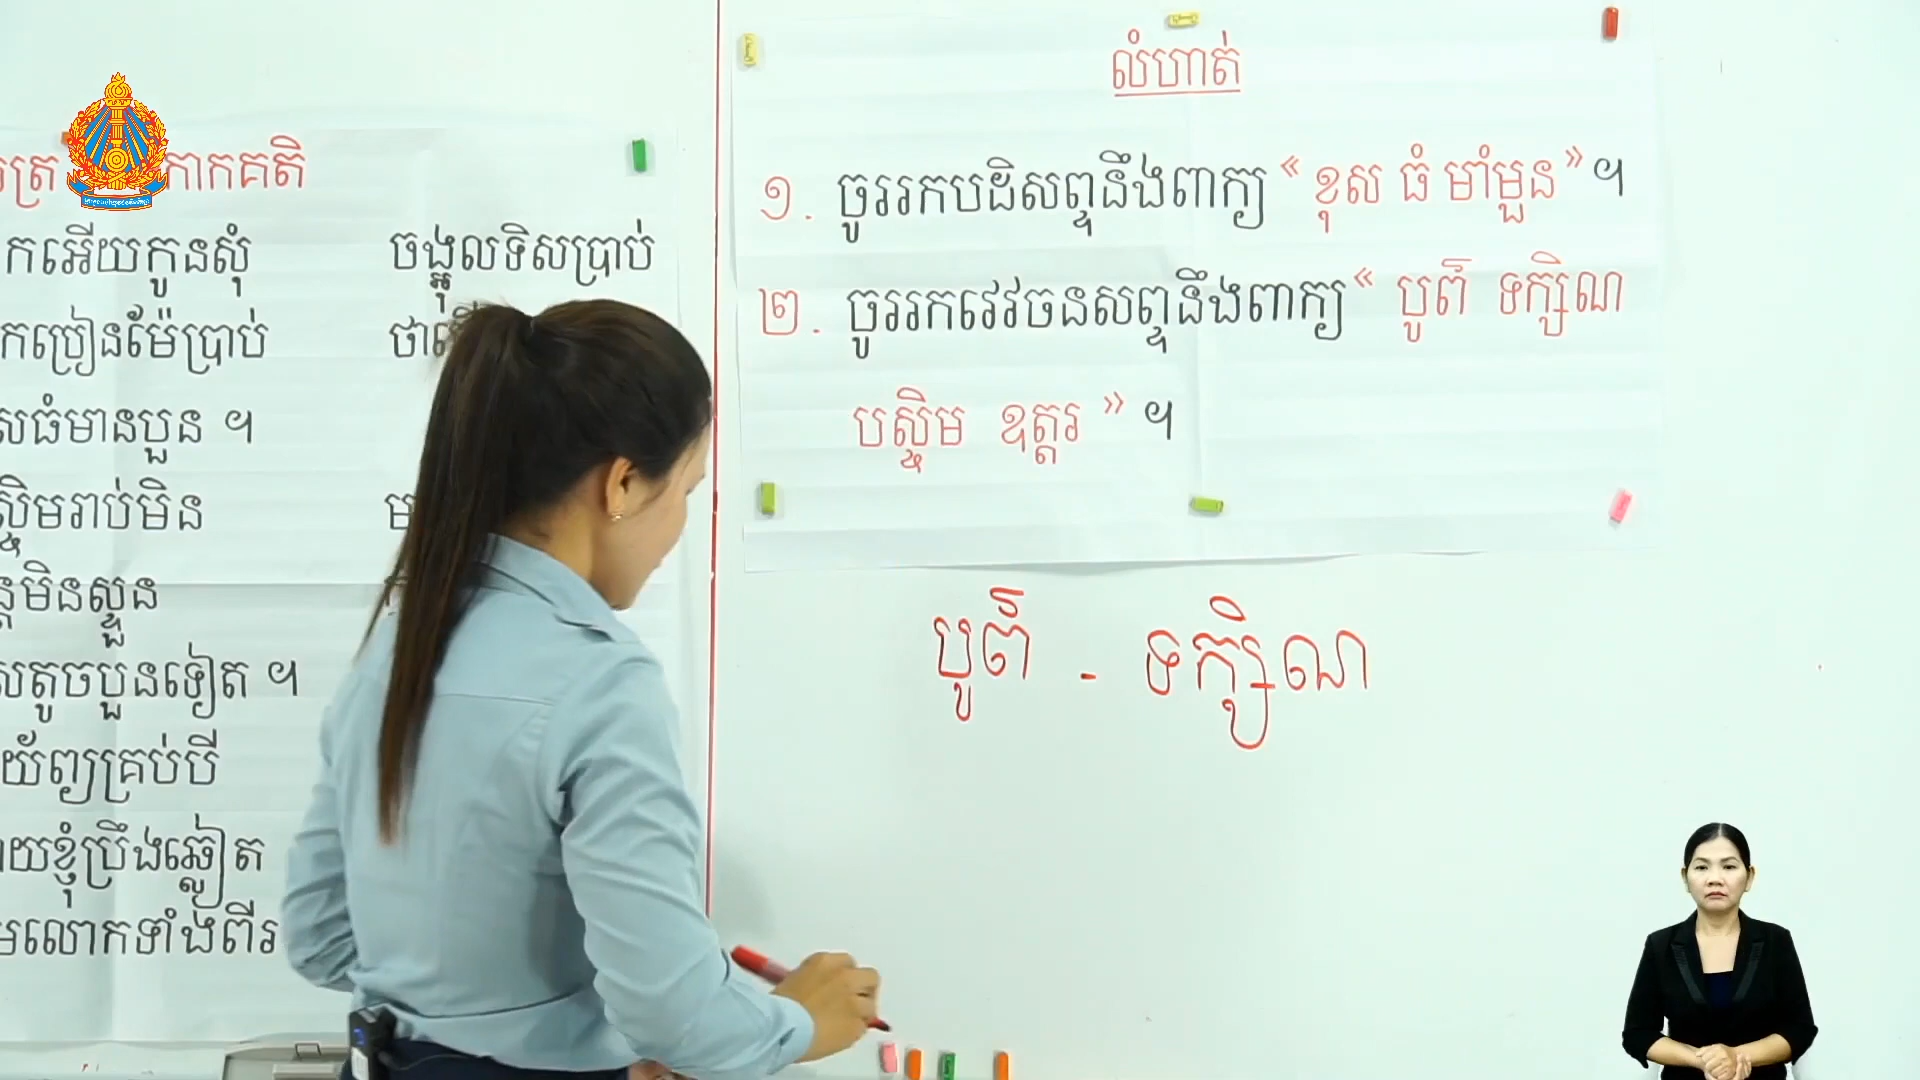 ភាកគតិ
កអើយកូនសុំ ចង្អុលទិសប្រាប់
កប្រៀនម៉ែប្រាប់
សធំមានបួន ។
ស្ចិមរាប់មិន
មិនស្ទួន
សតូចបួនទៀត ។
យ័ព្យគ្រប់បី
យខ្ញុំប្រឹងឆ្លៀត
មលោកទាំងពីរ
លំហាត់
១. ចូររកបដិសព្ទនឹងពាក្យ « ខុស ធំ មាំមួន » ។
២. ចូររកវេវចនសព្ទនឹងពាក្យ « បូព៌ ទក្សិណ
បស្ចិម ឧត្តរ » ។
បូព៌ - ទក្សិណ